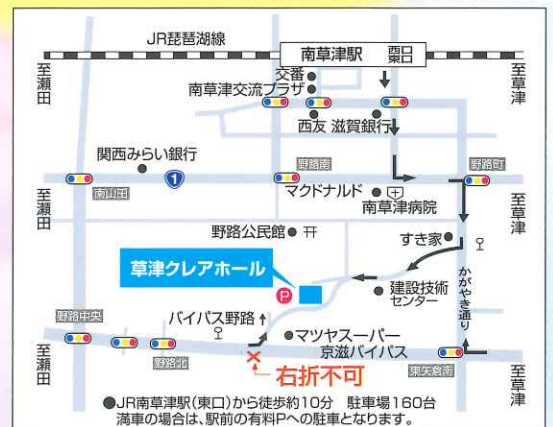 JR琵琶湖線
南草津駅
西口
東口
至瀬田
至草津
交番
南草津交流プラザ
西友 滋賀銀行
関西みらい銀行
野路南
野路町
南山田
1
マクドナルド
南草津病院
至瀬田
至草津
野路公民館
すき家
草津クレアホール
P
建設技術
センター
かがやき通り
野路中央
バイパス野路
マツヤスーパー
京滋バイパス
野路北
東矢倉南
至瀬田
至草津
右折不可
●JR南草津駅(東口)から徒歩約10分 駐車場160台
満車の場合は、駅前の有料Pへの駐車となります。